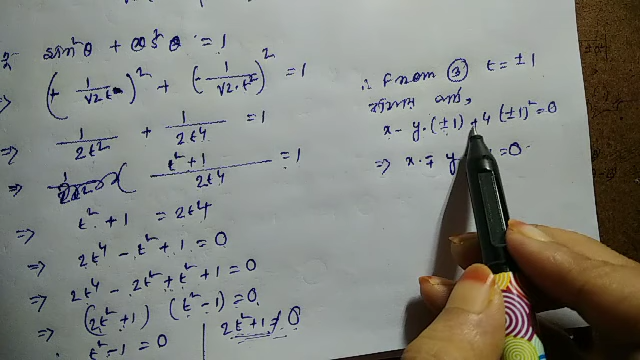 2 sin²θ + cos²θ = 1
⇒ (+ 1/√2t)² + (- 1/√2·t²)² = 1
⇒ 1/2t² + 1/2t⁴ = 1
⇒ t²+1/2t⁴ = 1
⇒ t² + 1 = 2t⁴
⇒ 2t⁴ - t² + 1 = 0
⇒ 2t⁴ - 2t² + t² + 1 = 0
⇒ (2t²+1) (t²-1) = 0
∴ t² - 1 = 0 | 2t²+1 ≠ 0
∴ From ③ t = ±1
x - y·(±1) + 4 (±1)² = 0
⇒ x ∓ y = 0